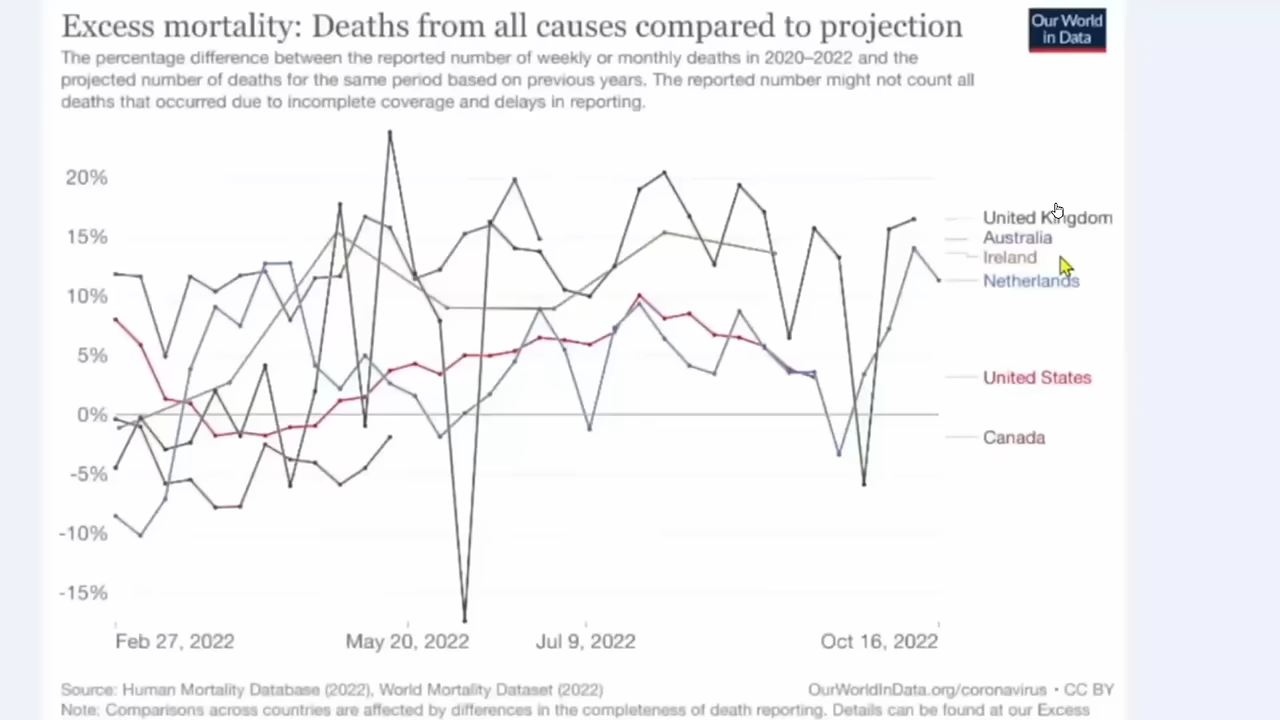 Excess mortality: Deaths from all causes compared to projection
Our World
in Data
The percentage difference between the reported number of weekly or monthly deaths in 2020–2022 and the
projected number of deaths for the same period based on previous years. The reported number might not count all
deaths that occurred due to incomplete coverage and delays in reporting.
20%
15%
10%
5%
0%
-5%
-10%
-15%
United Kingdom
Australia
Ireland
Netherlands
United States
Canada
Feb 27, 2022
May 20, 2022
Jul 9, 2022
Oct 16, 2022
Source: Human Mortality Database (2022), World Mortality Dataset (2022)
OurWorldInData.org/coronavirus • CC BY
Note: Comparisons across countries are affected by differences in the completeness of death reporting. Details can be found at our Excess